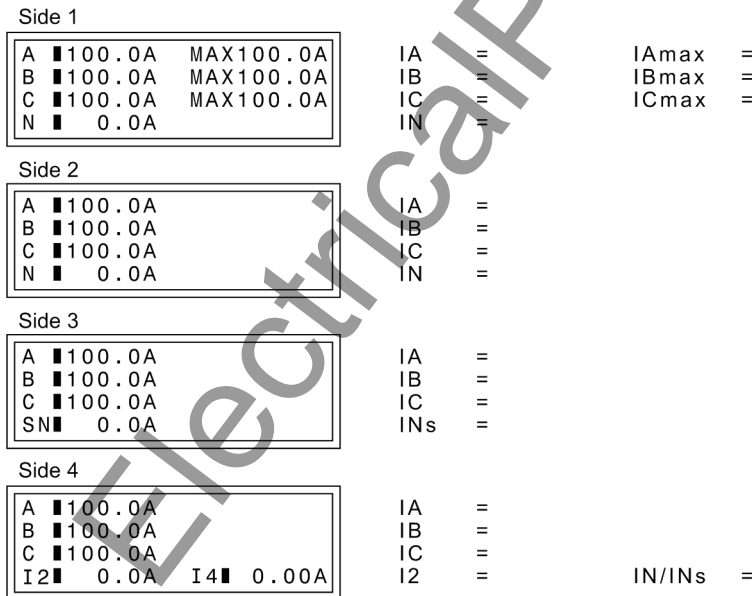 Side 1
A ▮100.0A MAX100.0A IA = IAmax =
B ▮100.0A MAX100.0A IB = IBmax =
C ▮100.0A MAX100.0A IC = ICmax =
N ▮ 0.0A IN =
Side 2
A ▮100.0A IA =
B ▮100.0A IB =
C ▮100.0A IC =
N ▮ 0.0A IN =
Side 3
A ▮100.0A IA =
B ▮100.0A IB =
C ▮100.0A IC =
SN▮ 0.0A INs =
Side 4
A ▮100.0A IA =
B ▮100.0A IB =
C ▮100.0A IC =
I2▮ 0.0A I4▮ 0.00A I2 = IN/INs =
ElectricalP